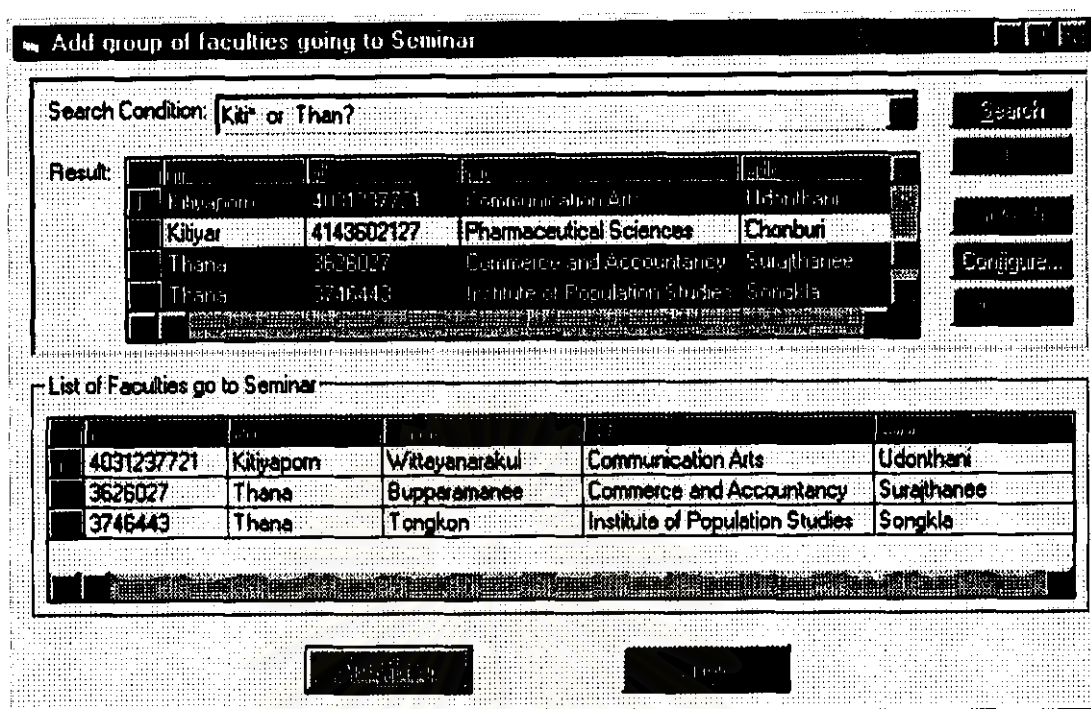 Add group of faculties going to Seminar
Search Condition: Kiti* or Than?
Search
Result:
Kitiyaporn 4031237721 Communication Arts Udonthani
Kitiyar 4143602127 Pharmaceutical Sciences Chonburi
Thana 3626027 Commerce and Accountancy Surajthanee
Configure...
Thana 3746443 Institute of Population Studies Songkla
List of Faculties go to Seminar
4031237721 Kitiyaporn Wittayanarakul Communication Arts Udonthani
3626027 Thana Bupparamanee Commerce and Accountancy Surajthanee
3746443 Thana Tongkon Institute of Population Studies Songkla